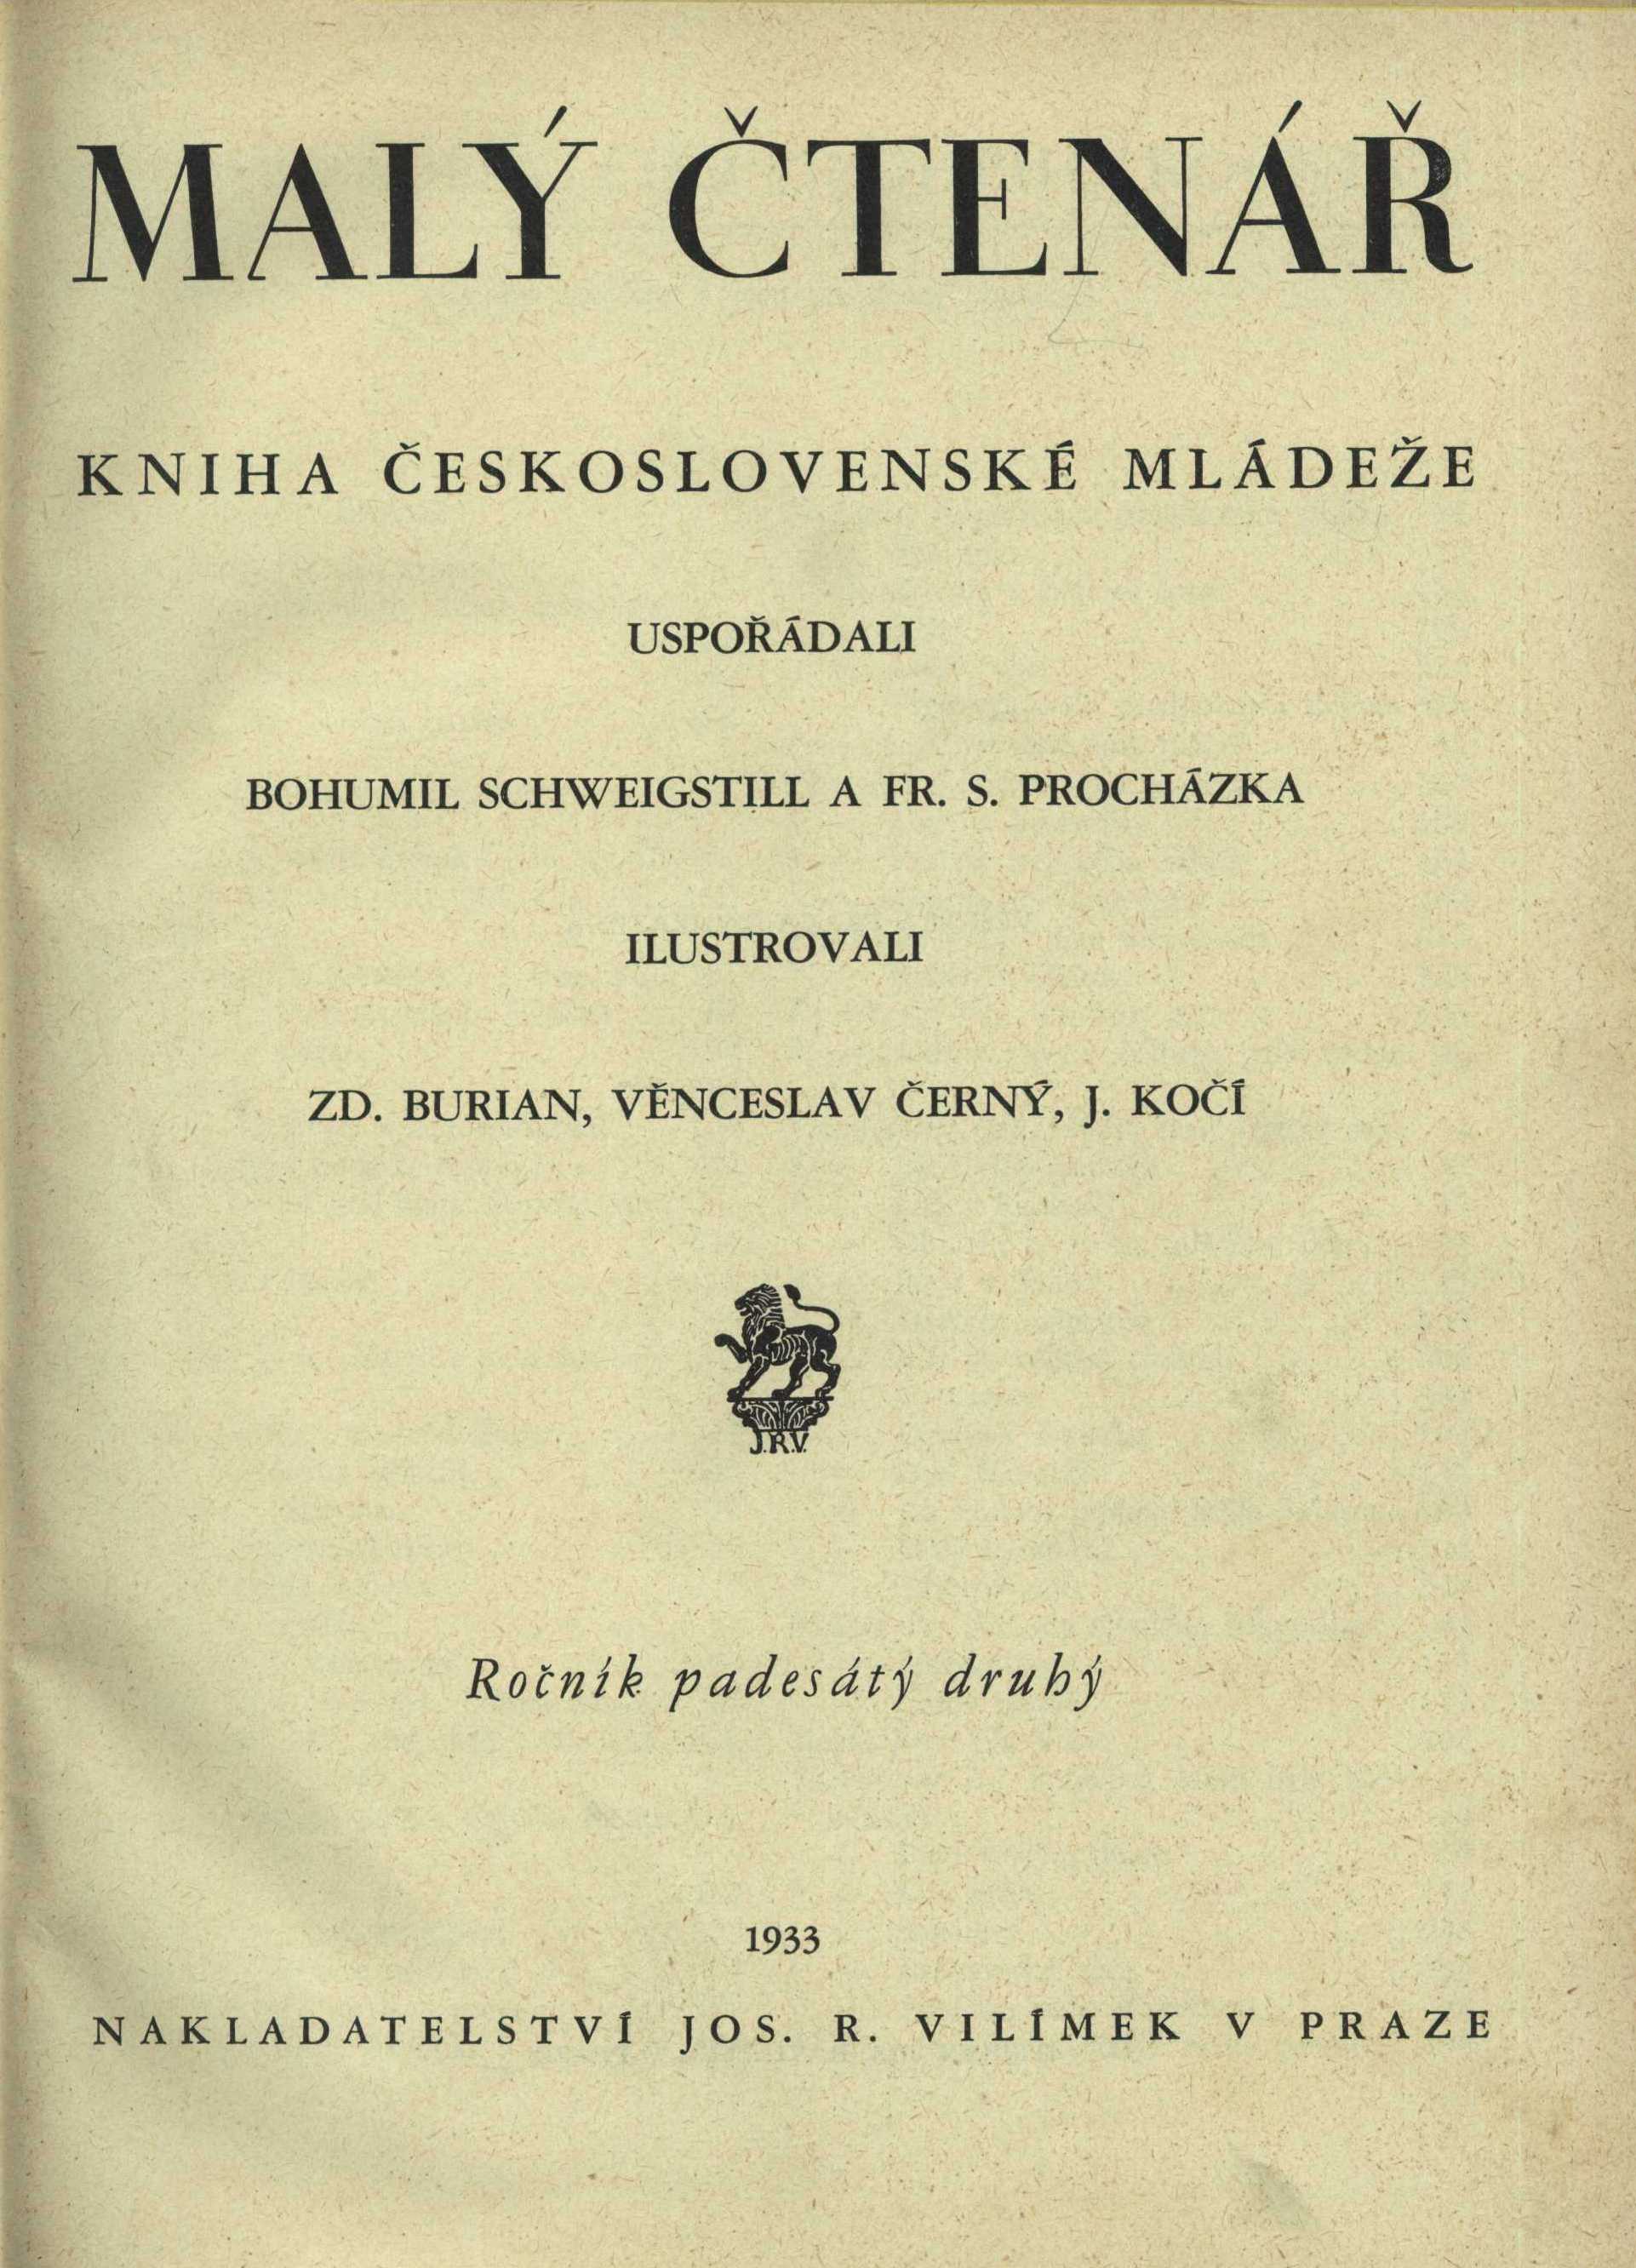 MALÝ ČTENÁŘ
KNIHA ČESKOSLOVENSKÉ MLÁDEŽE
USPOŘÁDALI
BOHUMIL SCHWEIGSTILL A FR. S. PROCHÁZKA
ILUSTROVALI
ZD. BURIAN, VĚNCESLAV ČERNÝ, J. KOČÍ
J.R.V.
Ročník padesátý druhý
1933
NAKLADATELSTVÍ JOS. R. VILÍMEK V PRAZE